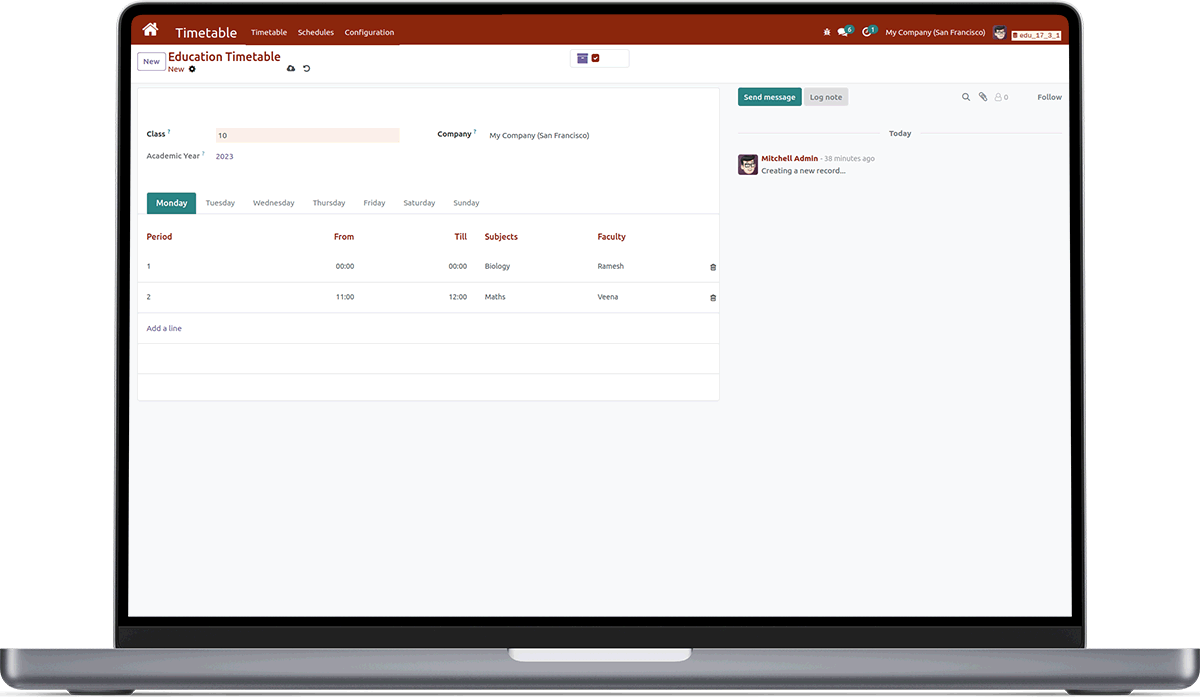 Timetable Timetable Schedules Configuration 6 1 My Company (San Francisco) edu_17_3_1
New Education Timetable
New
Send message Log note 0 Follow
Class ? 10 Company ? My Company (San Francisco)
Academic Year ? 2023
Today
Mitchell Admin - 38 minutes ago
Creating a new record...
Monday Tuesday Wednesday Thursday Friday Saturday Sunday
Period From Till Subjects Faculty
1 00:00 00:00 Biology Ramesh
2 11:00 12:00 Maths Veena
Add a line